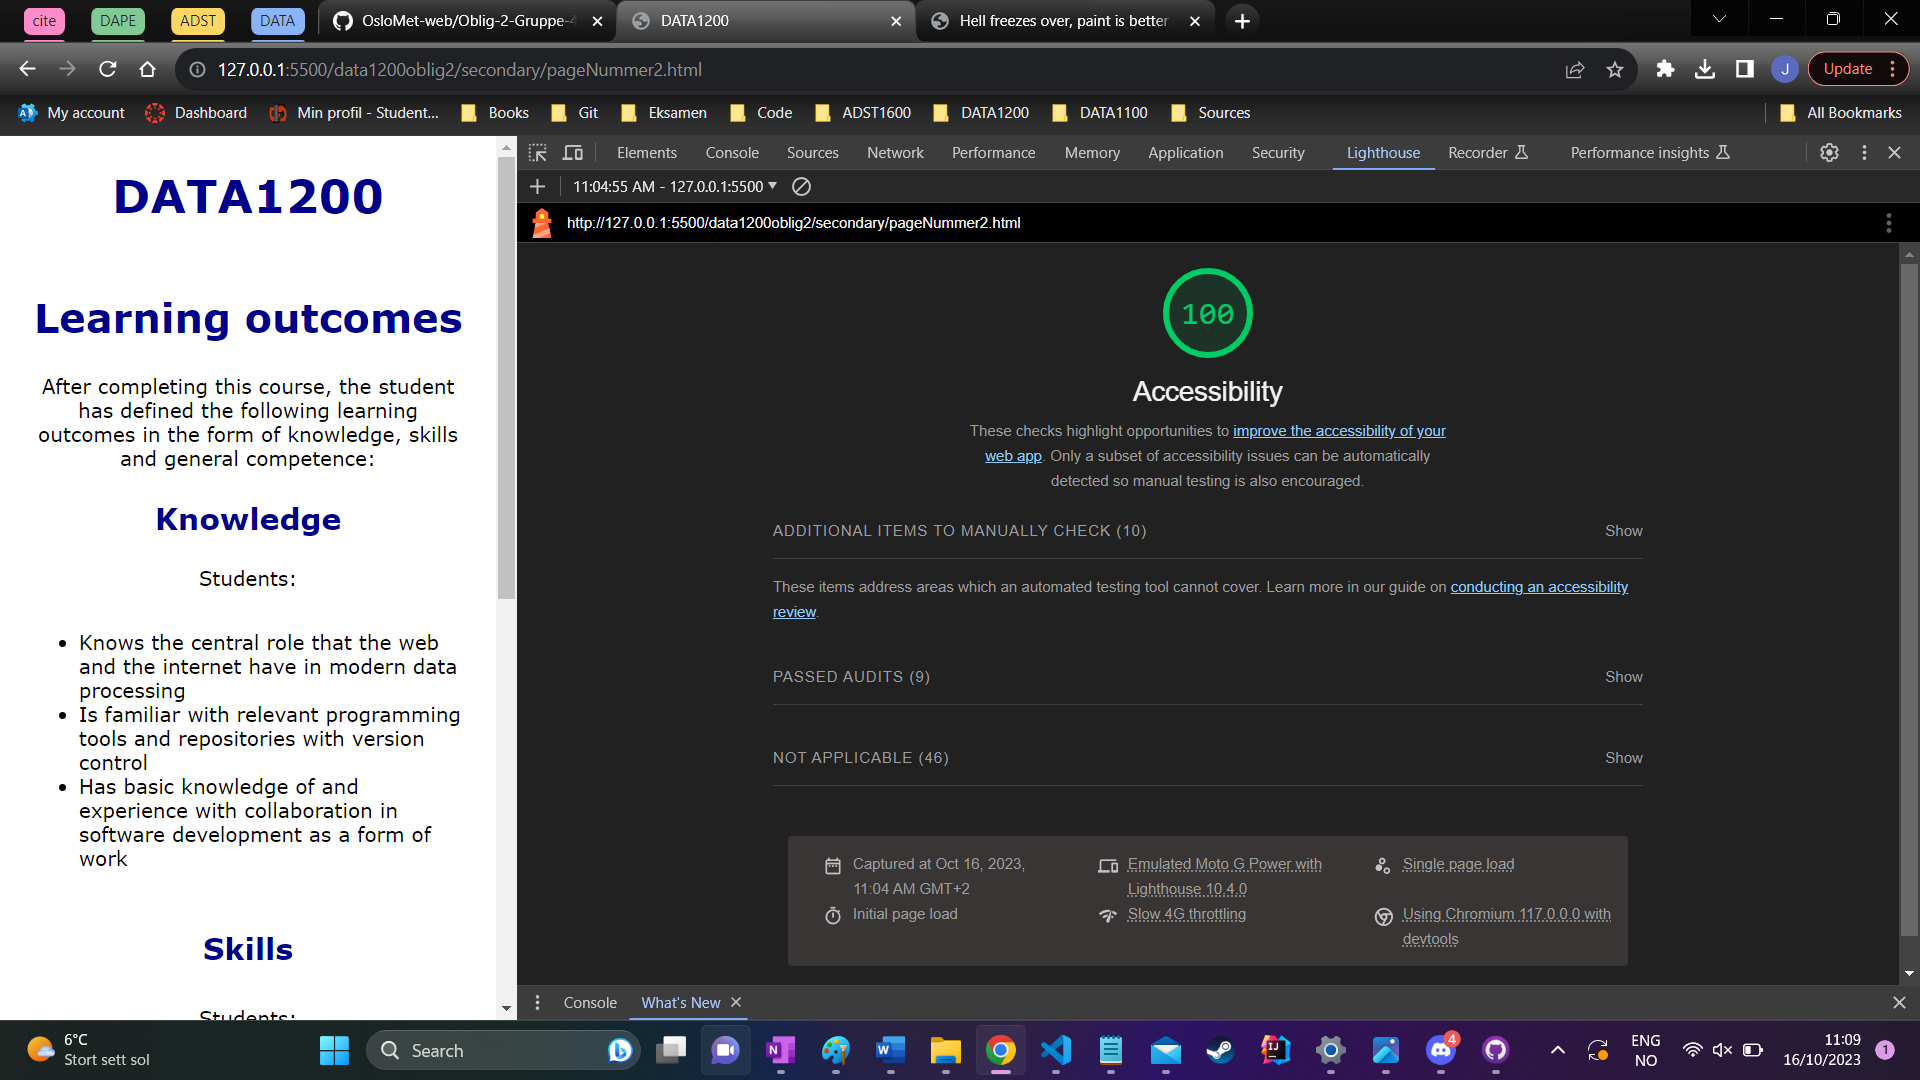 cite
DAPE
ADST
DATA
OsloMet-web/Oblig-2-Gruppe-4
DATA1200
Hell freezes over, paint is better
127.0.0.1:5500/data1200oblig2/secondary/pageNummer2.html
J
Update
My account
Dashboard
Min profil - Student...
Books
Git
Eksamen
Code
ADST1600
DATA1200
DATA1100
Sources
All Bookmarks
DATA1200
Learning outcomes
After completing this course, the student
has defined the following learning
outcomes in the form of knowledge, skills
and general competence:
Knowledge
Students:
• Knows the central role that the web
and the internet have in modern data
processing
• Is familiar with relevant programming
tools and repositories with version
control
• Has basic knowledge of and
experience with collaboration in
software development as a form of
work
Skills
Students:
Elements
Console
Sources
Network
Performance
Memory
Application
Security
Lighthouse
Recorder
Performance insights
11:04:55 AM - 127.0.0.1:5500
http://127.0.0.1:5500/data1200oblig2/secondary/pageNummer2.html
100
Accessibility
These checks highlight opportunities to improve the accessibility of your
web app. Only a subset of accessibility issues can be automatically
detected so manual testing is also encouraged.
ADDITIONAL ITEMS TO MANUALLY CHECK (10)
Show
These items address areas which an automated testing tool cannot cover. Learn more in our guide on conducting an accessibility
review.
PASSED AUDITS (9)
Show
NOT APPLICABLE (46)
Show
Captured at Oct 16, 2023,
11:04 AM GMT+2
Initial page load
Emulated Moto G Power with
Lighthouse 10.4.0
Slow 4G throttling
Single page load
Using Chromium 117.0.0.0 with
devtools
Console
What's New
6°C
Stort sett sol
Search
4
ENG
NO
11:09
16/10/2023
1